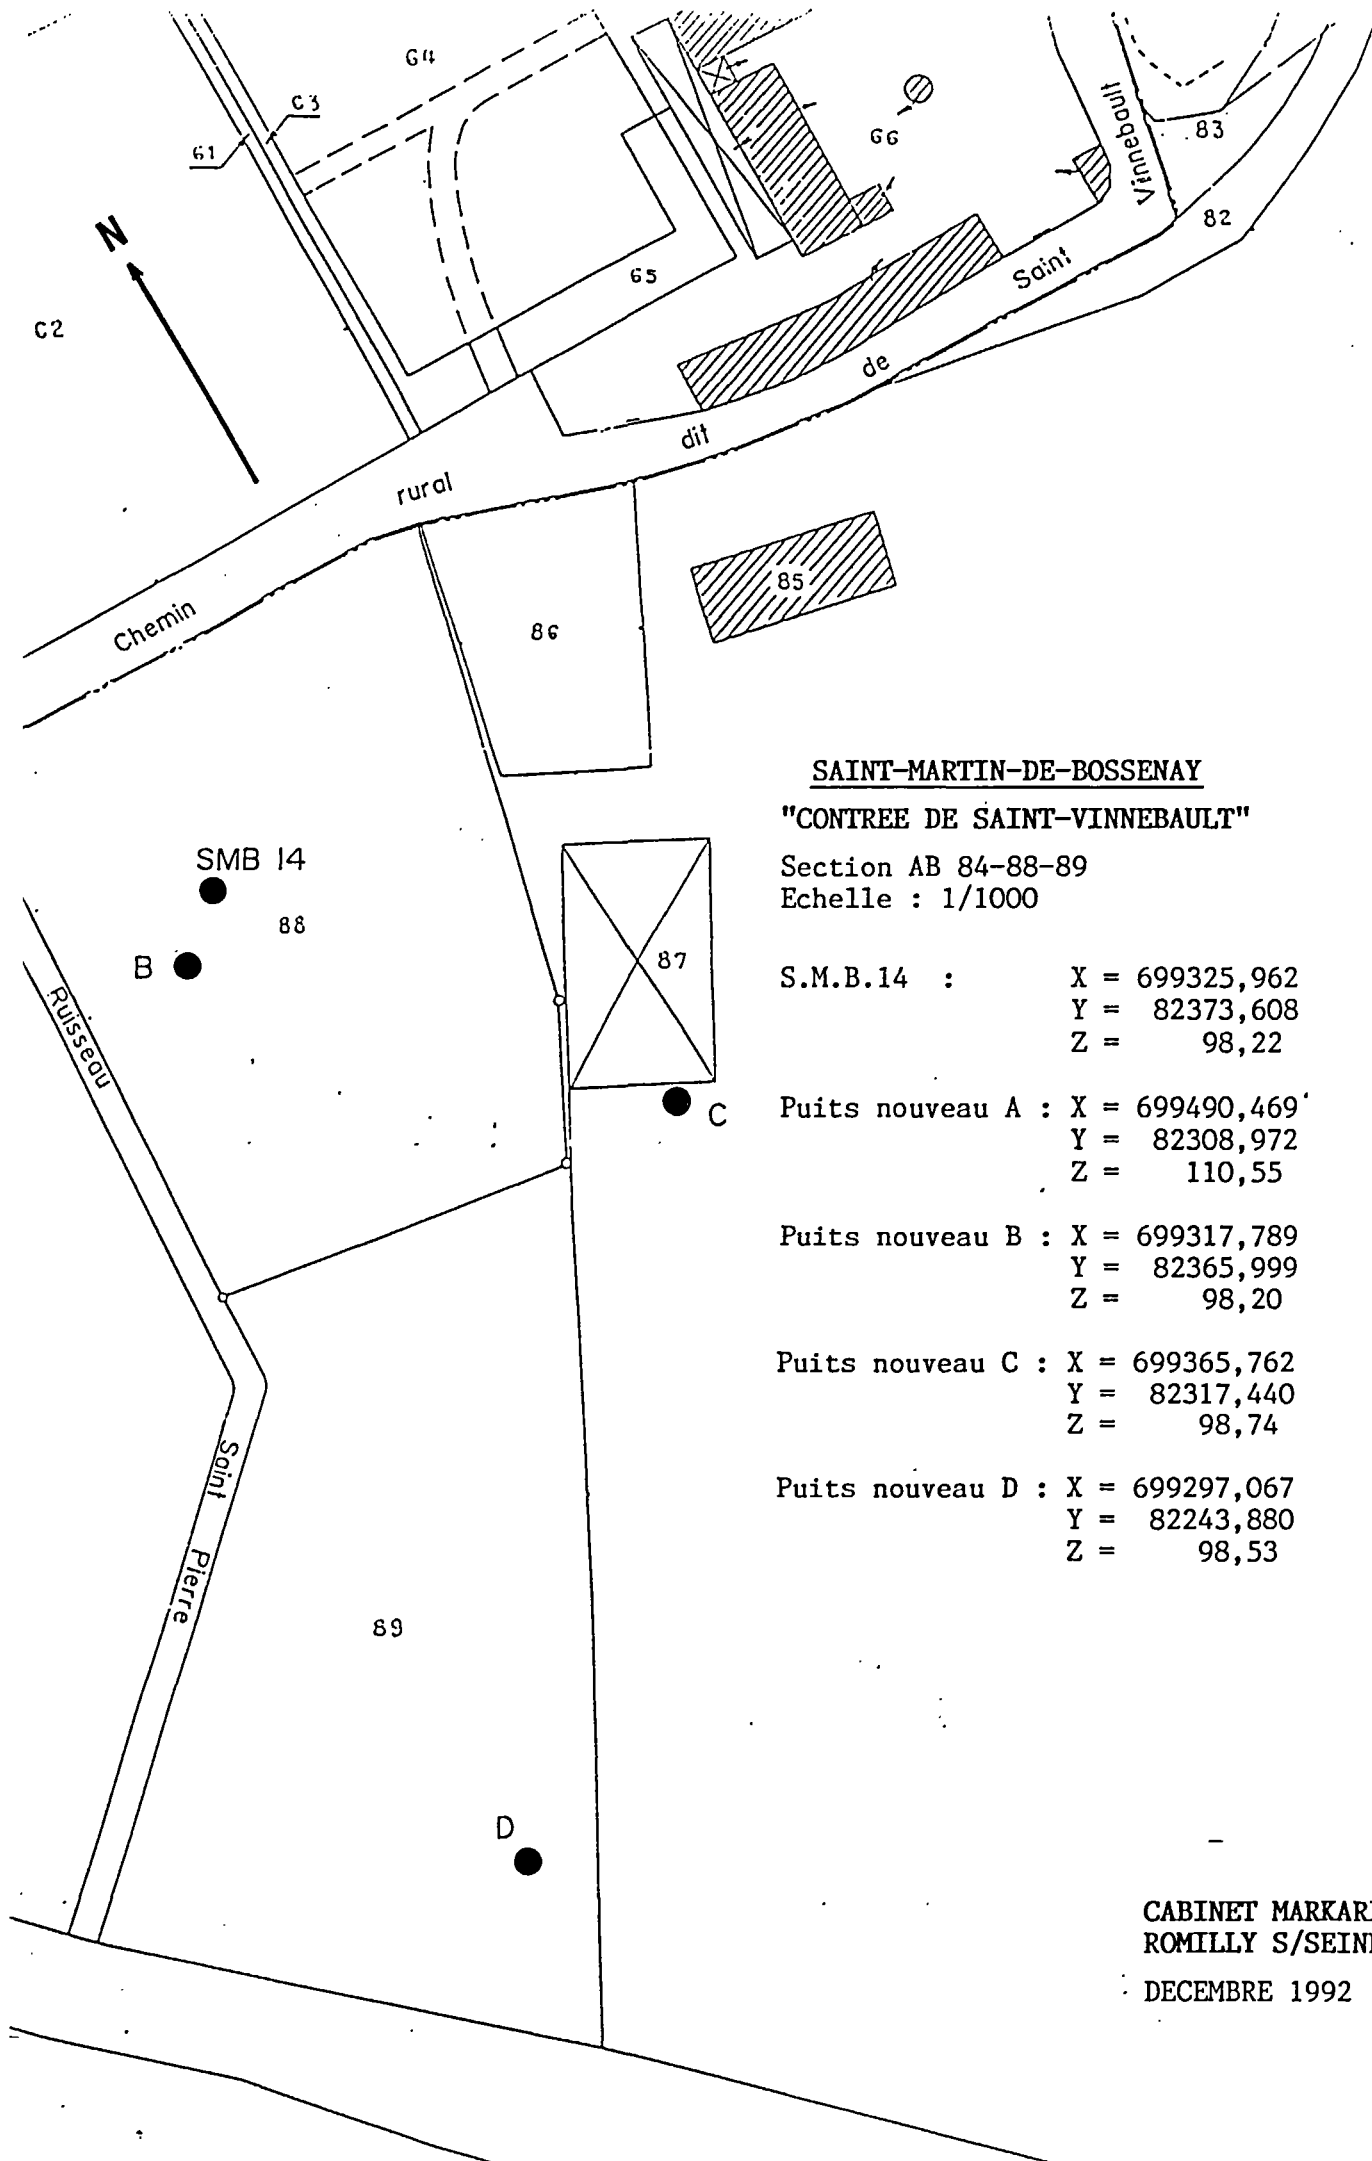 64
C3
61
66
Vinnebault
83
82
N
65
Saint
C2
de
dit
rural
85
Chemin
86
SAINT-MARTIN-DE-BOSSENAY
"CONTREE DE SAINT-VINNEBAULT"
SMB 14
Section AB 84-88-89
Echelle : 1/1000
88
B
87
S.M.B.14 : X = 699325,962
Y = 82373,608
Z = 98,22
Ruisseau
C
Puits nouveau A : X = 699490,469
Y = 82308,972
Z = 110,55
Puits nouveau B : X = 699317,789
Y = 82365,999
Z = 98,20
Puits nouveau C : X = 699365,762
Y = 82317,440
Z = 98,74
Saint
Puits nouveau D : X = 699297,067
Y = 82243,880
Z = 98,53
Pierre
89
D
CABINET
ROMILLY
DECEMBRE 1992